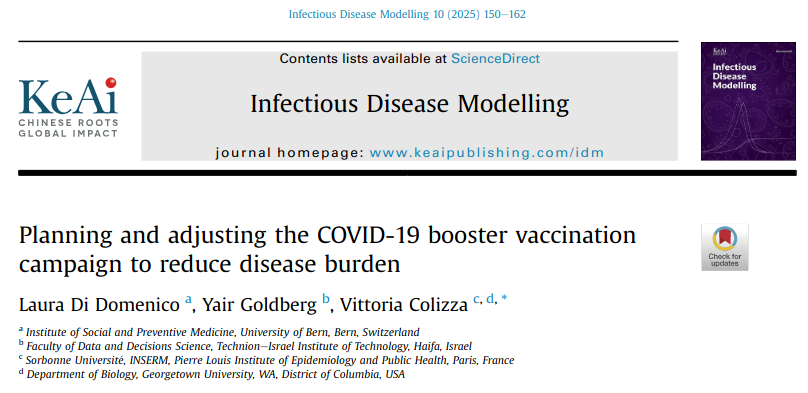 Infectious Disease Modelling 10 (2025) 150–162
Contents lists available at ScienceDirect
KeAi
CHINESE ROOTS
GLOBAL IMPACT
Infectious Disease Modelling
journal homepage: www.keaipublishing.com/idm
KeAi
Infectious
Disease
Modelling
Planning and adjusting the COVID-19 booster vaccination
campaign to reduce disease burden
Check for
updates
Laura Di Domenico a, Yair Goldberg b, Vittoria Colizza c, d, *
a Institute of Social and Preventive Medicine, University of Bern, Bern, Switzerland
b Faculty of Data and Decisions Science, Technion–Israel Institute of Technology, Haifa, Israel
c Sorbonne Université, INSERM, Pierre Louis Institute of Epidemiology and Public Health, Paris, France
d Department of Biology, Georgetown University, WA, District of Columbia, USA